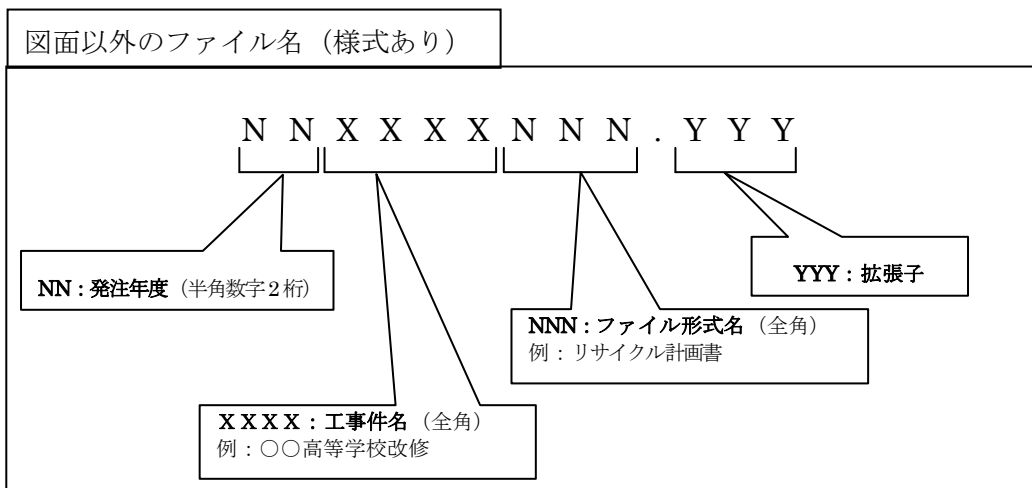 図面以外のファイル名（様式あり）
ＮＮＸＸＸＸＮＮＮ．ＹＹＹ
NN：発注年度（半角数字２桁）
YYY：拡張子
NNN：ファイル形式名（全角）
例：リサイクル計画書
ＸＸＸＸ：工事件名（全角）
例：○○高等学校改修